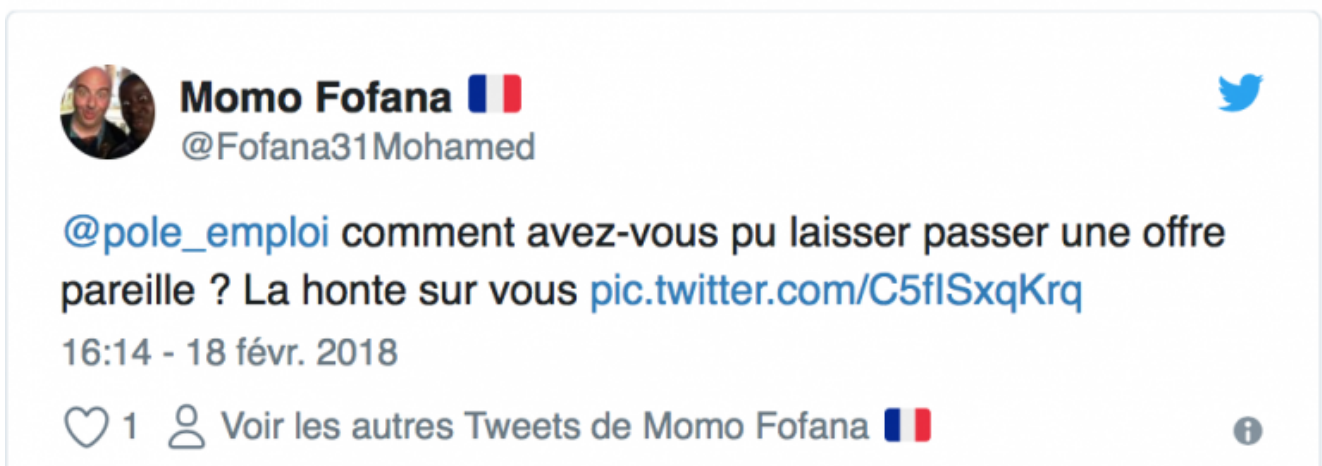 Momo Fofana 🇫🇷
@Fofana31Mohamed
@pole_emploi comment avez-vous pu laisser passer une offre
pareille ? La honte sur vous pic.twitter.com/C5flSxqKrq
16:14 - 18 févr. 2018
1 Voir les autres Tweets de Momo Fofana 🇫🇷